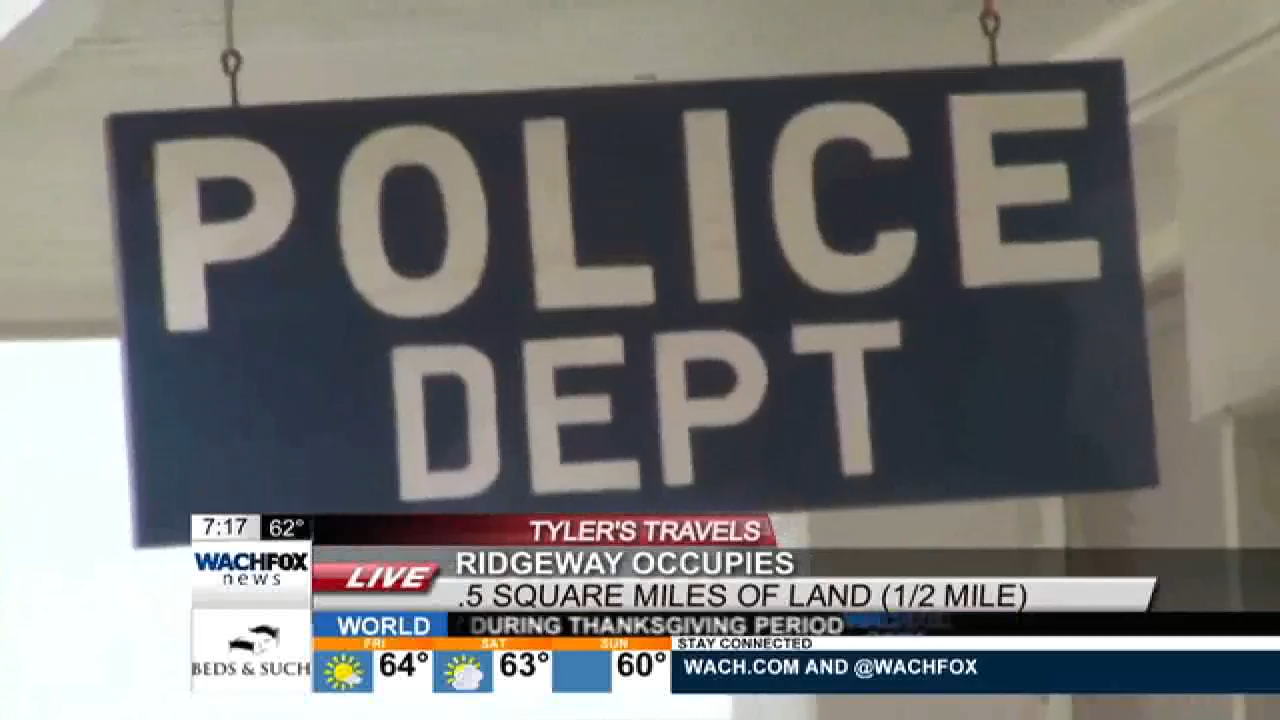 POLICE
DEPT
7:17 62°
TYLER'S TRAVELS
WACHFOX
news
RIDGEWAY OCCUPIES
LIVE
.5 SQUARE MILES OF LAND (1/2 MILE)
WORLD
DURING THANKSGIVING PERIOD
BEDS & SUCH
FRI
64°
SAT
63°
SUN
60°
STAY CONNECTED
WACH.COM AND @WACHFOX